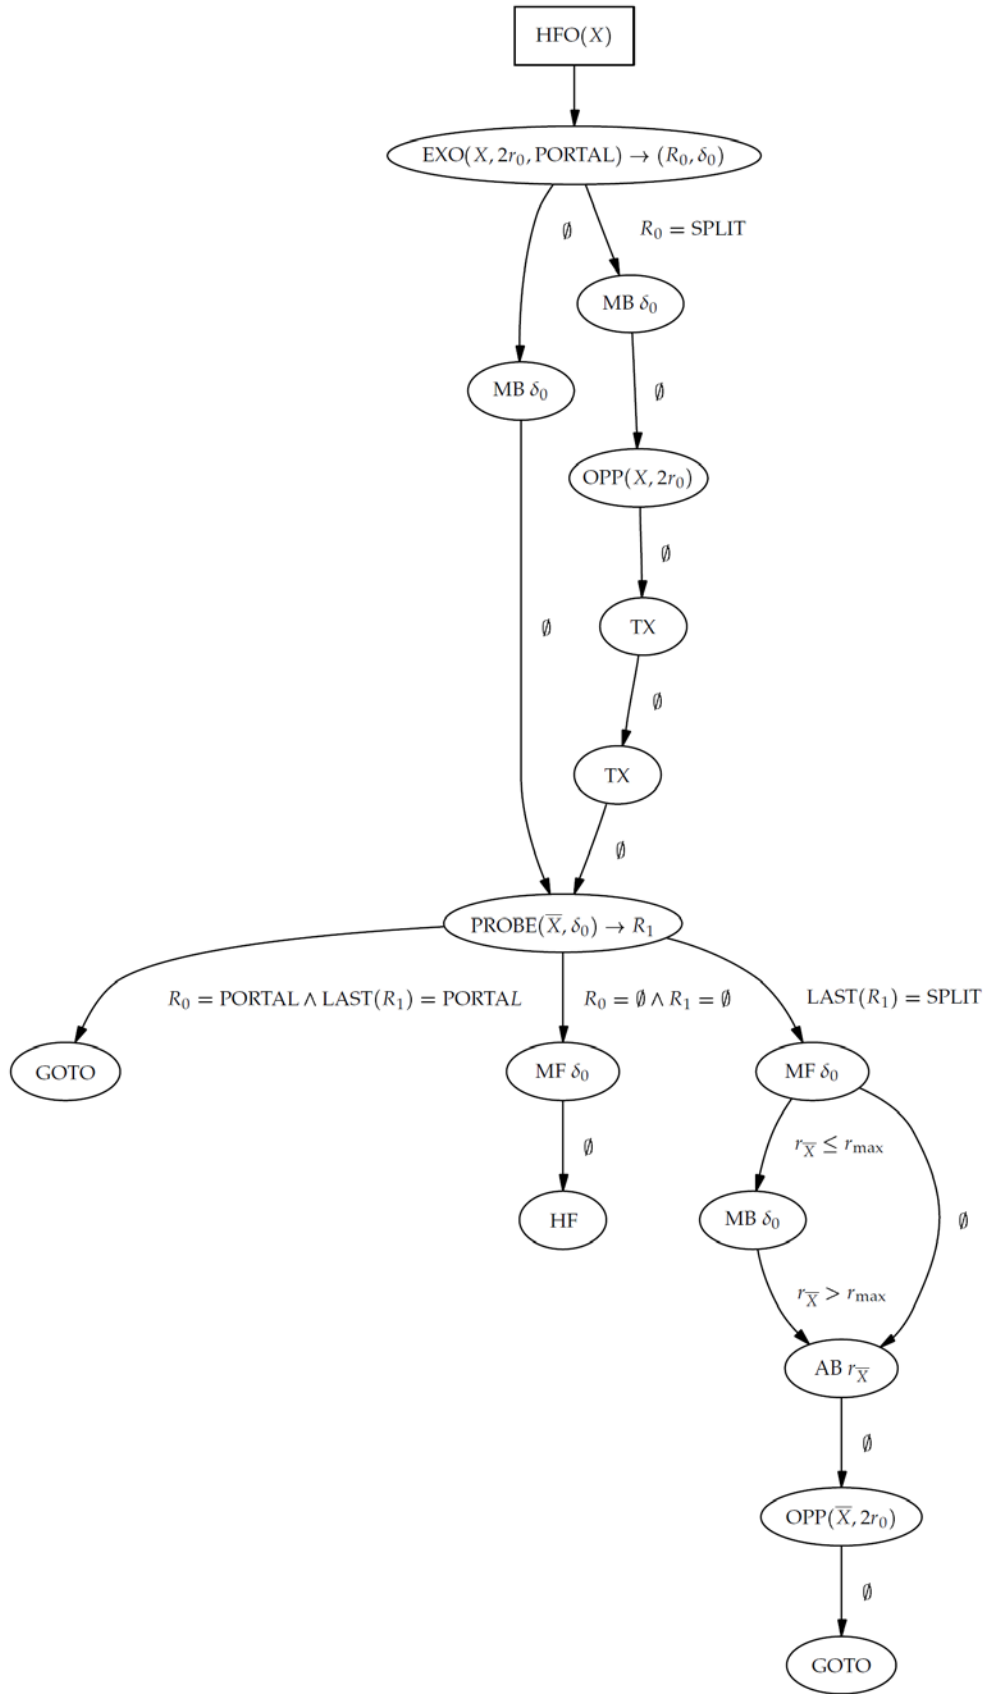 HFO(X)
EXO(X, 2r₀, PORTAL) → (R₀, δ₀)
∅
R₀ = SPLIT
MB δ₀
MB δ₀
∅
OPP(X, 2r₀)
∅
∅
TX
∅
TX
∅
PROBE(X̅, δ₀) → R₁
R₀ = PORTAL ∧ LAST(R₁) = PORTAL
R₀ = ∅ ∧ R₁ = ∅
LAST(R₁) = SPLIT
GOTO
MF δ₀
MF δ₀
∅
r_X̅ ≤ r_max
HF
MB δ₀
∅
r_X̅ > r_max
AB r_X̅
∅
OPP(X̅, 2r₀)
∅
GOTO